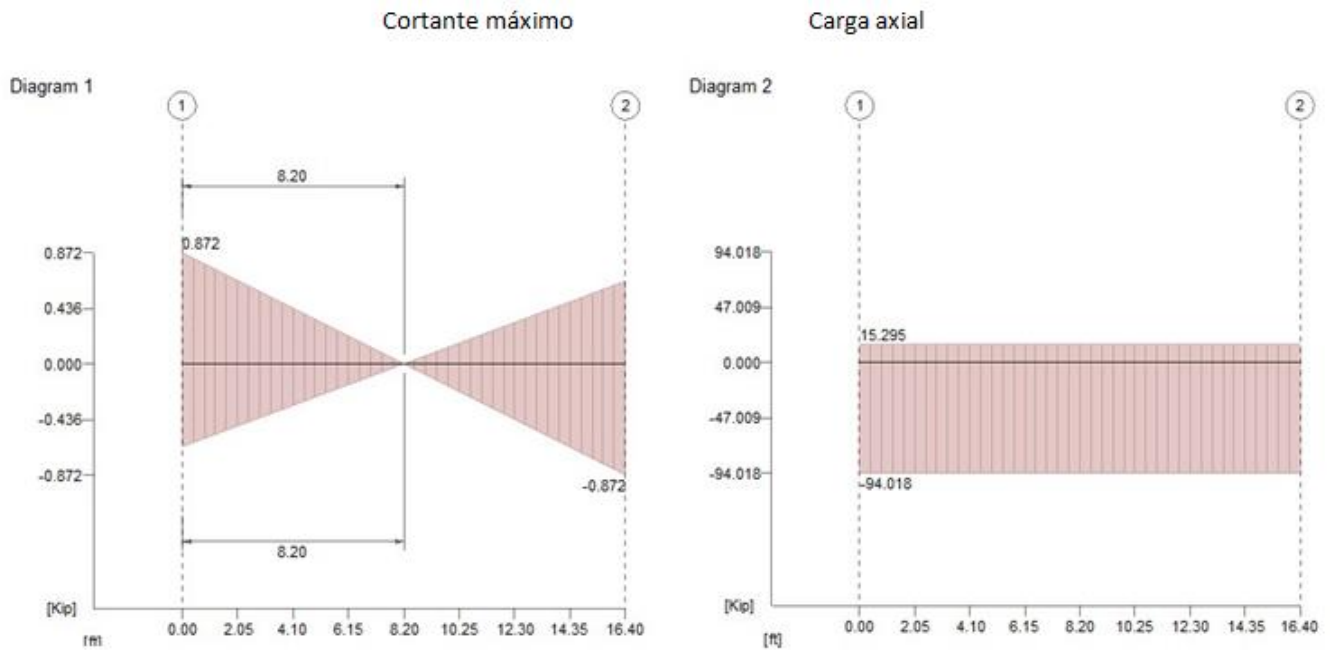 Cortante máximo
Carga axial
Diagram 1
1
2
8.20
0.872
0.872
0.436
0.000
-0.436
-0.872
-0.872
8.20
[Kip]
0.00 2.05 4.10 6.15 8.20 10.25 12.30 14.35 16.40
[ft]
Diagram 2
1
2
94.018
47.009
15.295
0.000
-47.009
-94.018
-94.018
[Kip]
0.00 2.05 4.10 6.15 8.20 10.25 12.30 14.35 16.40
[ft]